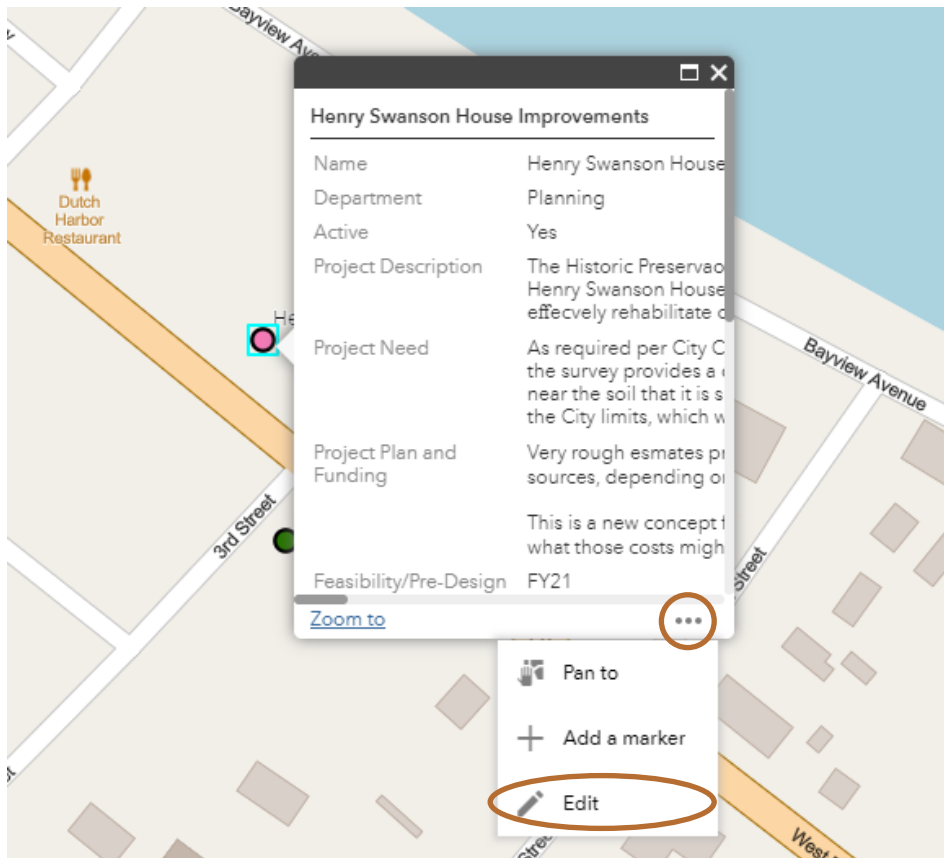 Bayview Ave
Henry Swanson House Improvements
Name Henry Swanson House
Dutch
Harbor
Restaurant
Department Planning
Active Yes
Project Description The Historic Preservao
Henry Swanson House
effecvely rehabilitate
He
Project Need As required per City C
the survey provides a
near the soil that it is s
the City limits, which w
Bayview Avenue
Project Plan and Funding Very rough esmates pr
sources, depending or
This is a new concept f
what those costs migh
3rd Street
Street
Feasibility/Pre-Design FY21
Zoom to
Pan to
Add a marker
Edit
West